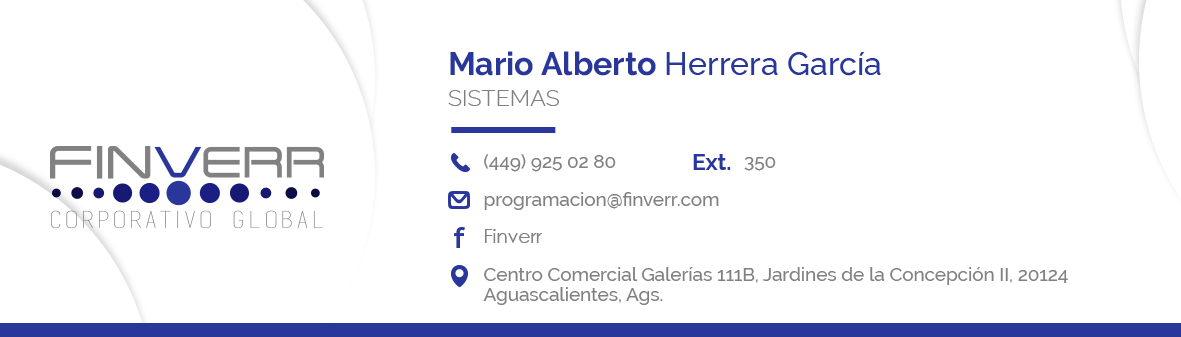 FINVERR
CORPORATIVO GLOBAL
Mario Alberto Herrera García
SISTEMAS
(449) 925 02 80 Ext. 350
programacion@finverr.com
Finverr
Centro Comercial Galerías 111B, Jardines de la Concepción II, 20124
Aguascalientes, Ags.